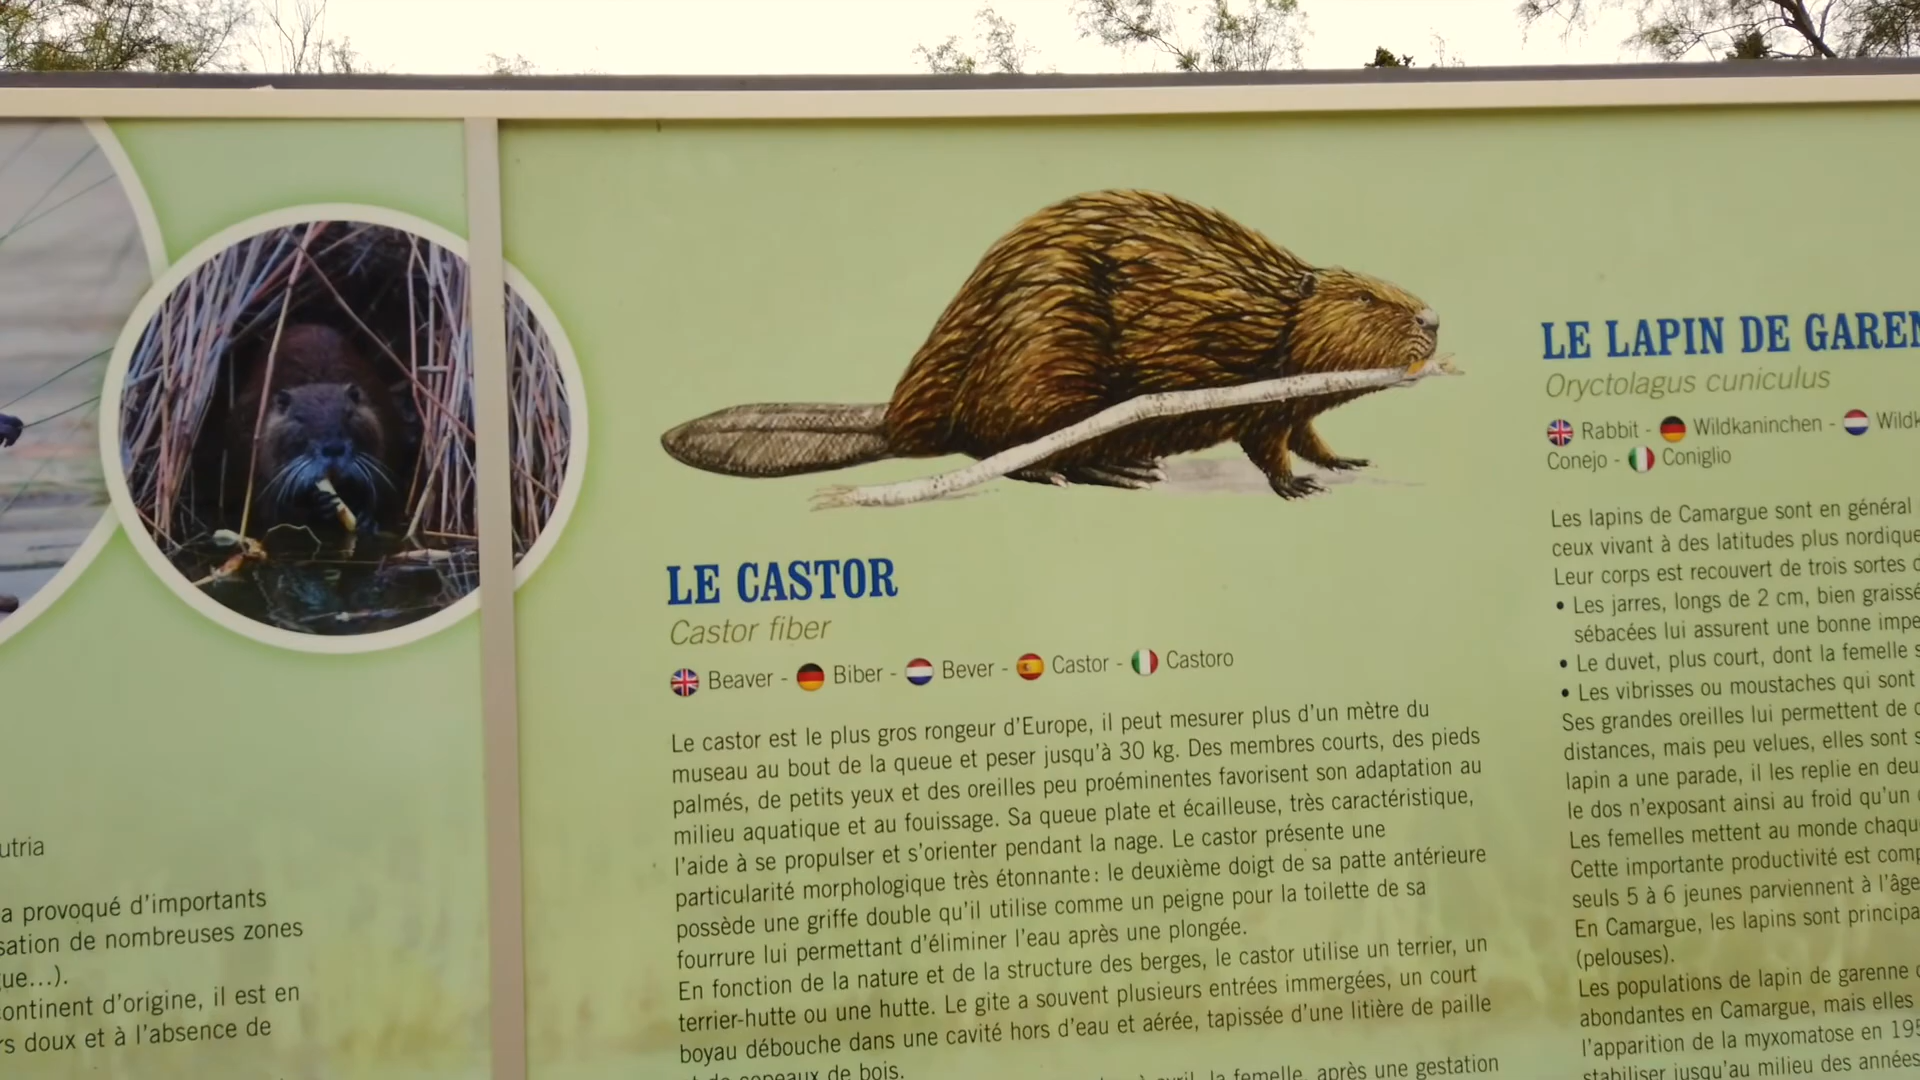 utria
a provoqué d'importants
sation de nombreuses zones
gue...).
ontinent d'origine, il est en
rs doux et à l'absence de
LE CASTOR
Castor fiber
Beaver - Biber - Bever - Castor - Castoro
Le castor est le plus gros rongeur d'Europe, il peut mesurer plus d'un mètre du
museau au bout de la queue et peser jusqu'à 30 kg. Des membres courts, des pieds
palmés, de petits yeux et des oreilles peu proéminentes favorisent son adaptation au
milieu aquatique et au fouissage. Sa queue plate et écailleuse, très caractéristique,
l'aide à se propulser et s'orienter pendant la nage. Le castor présente une
particularité morphologique très étonnante : le deuxième doigt de sa patte antérieure
possède une griffe double qu'il utilise comme un peigne pour la toilette de sa
fourrure lui permettant d'éliminer l'eau après une plongée.
En fonction de la nature et de la structure des berges, le castor utilise un terrier, un
terrier-hutte ou une hutte. Le gite a souvent plusieurs entrées immergées, un court
boyau débouche dans une cavité hors d'eau et aérée, tapissée d'une litière de paille
copeaux de bois.
avril, la femelle, après une gestation
LE LAPIN DE GAREN
Oryctolagus cuniculus
Rabbit - Wildkaninchen - Wildk
Conejo - Coniglio
Les lapins de Camargue sont en général
ceux vivant à des latitudes plus nordique
Leur corps est recouvert de trois sortes d
• Les jarres, longs de 2 cm, bien graissé
sébacées lui assurent une bonne impe
• Le duvet, plus court, dont la femelle s
• Les vibrisses ou moustaches qui sont
Ses grandes oreilles lui permettent de
distances, mais peu velues, elles sont s
lapin a une parade, il les replie en deu
le dos n'exposant ainsi au froid qu'un
Les femelles mettent au monde chaqu
Cette importante productivité est comp
seuls 5 à 6 jeunes parviennent à l'âge
En Camargue, les lapins sont principa
(pelouses).
Les populations de lapin de garenne
abondantes en Camargue, mais elles
l'apparition de la myxomatose en 195
stabiliser jusqu'au milieu des années